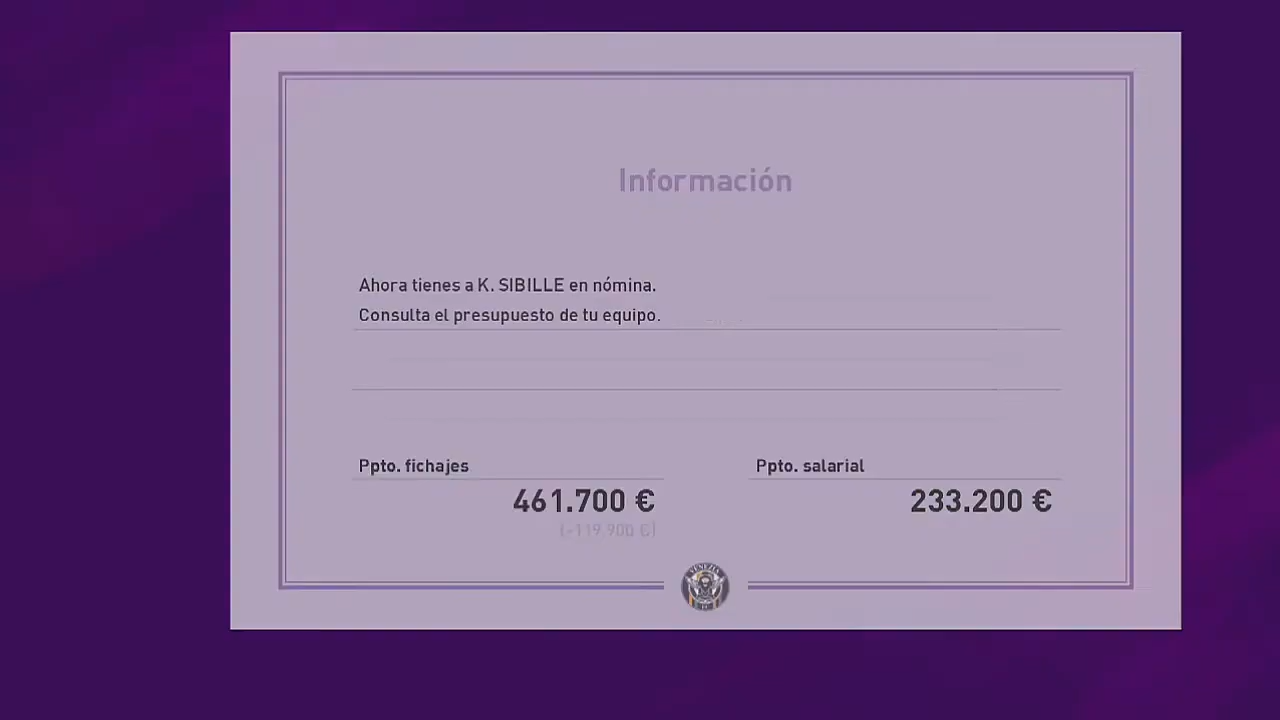 Información
Ahora tienes a K. SIBILLE en nómina.
Consulta el presupuesto de tu equipo.
Ppto. fichajes
461.700 €
(-119.900 €)
Ppto. salarial
233.200 €
VENEZIA